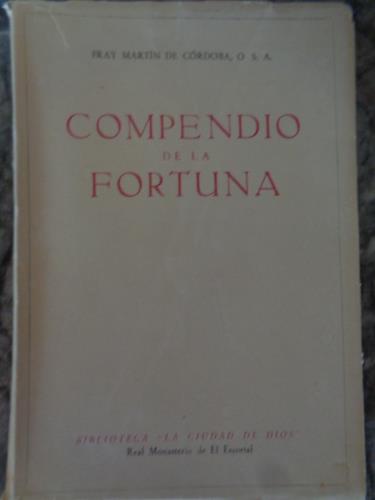 FRAY MARTÍN DE CÓRDOBA, O. S. A.
COMPENDIO
DE LA
FORTUNA
BIBLIOTECA "LA CIUDAD DE DIOS"
Real Monasterio de El Escorial